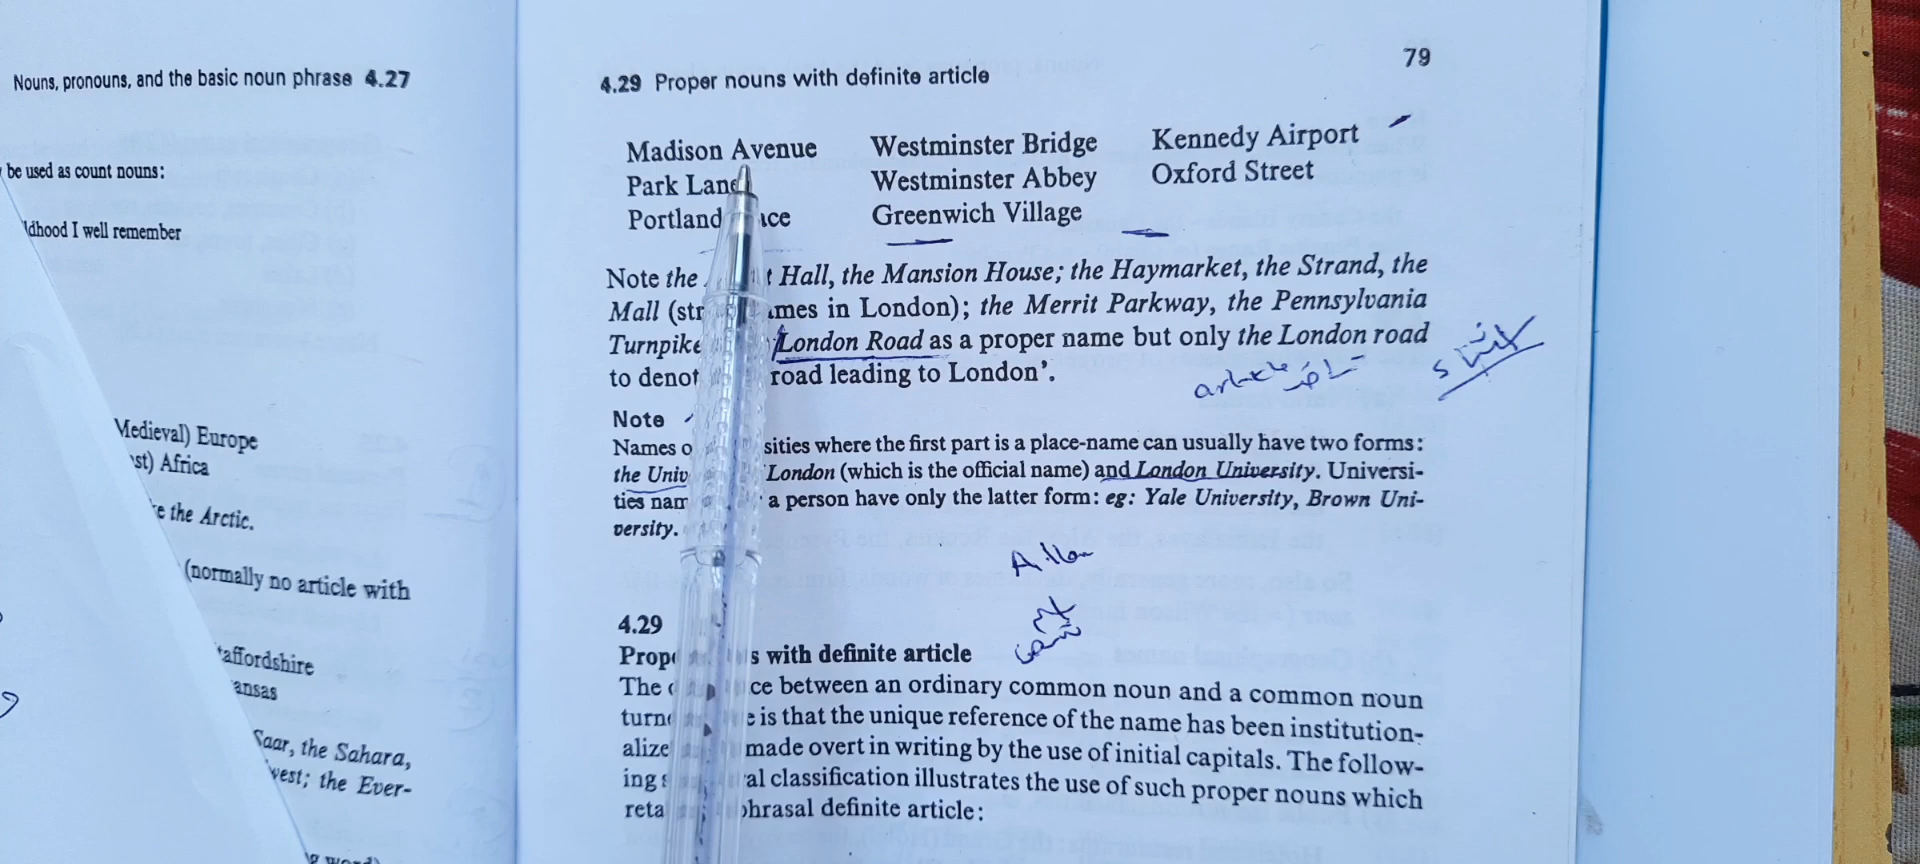 Nouns, pronouns, and the basic noun phrase 4.27
be used as count nouns:
dhood I well remember
Medieval) Europe
st) Africa
the Arctic.
(normally no article with
affordshire
ansas
Saar, the Sahara,
west; the Ever-
79
4.29 Proper nouns with definite article
Madison Avenue Westminster Bridge Kennedy Airport
Park Lane Westminster Abbey Oxford Street
Portland ace Greenwich Village
Note the t Hall, the Mansion House; the Haymarket, the Strand, the
Mall (str mes in London); the Merrit Parkway, the Pennsylvania
Turnpike London Road as a proper name but only the London road
to denot road leading to London'.
article
Note
Names o sities where the first part is a place-name can usually have two forms:
the Univ London (which is the official name) and London University. Universi-
ties nam a person have only the latter form: eg: Yale University, Brown Uni-
versity.
4.29
Prop s with definite article
The ce between an ordinary common noun and a common noun
turn e is that the unique reference of the name has been institution-
alize made overt in writing by the use of initial capitals. The follow-
ing al classification illustrates the use of such proper nouns which
reta phrasal definite article: